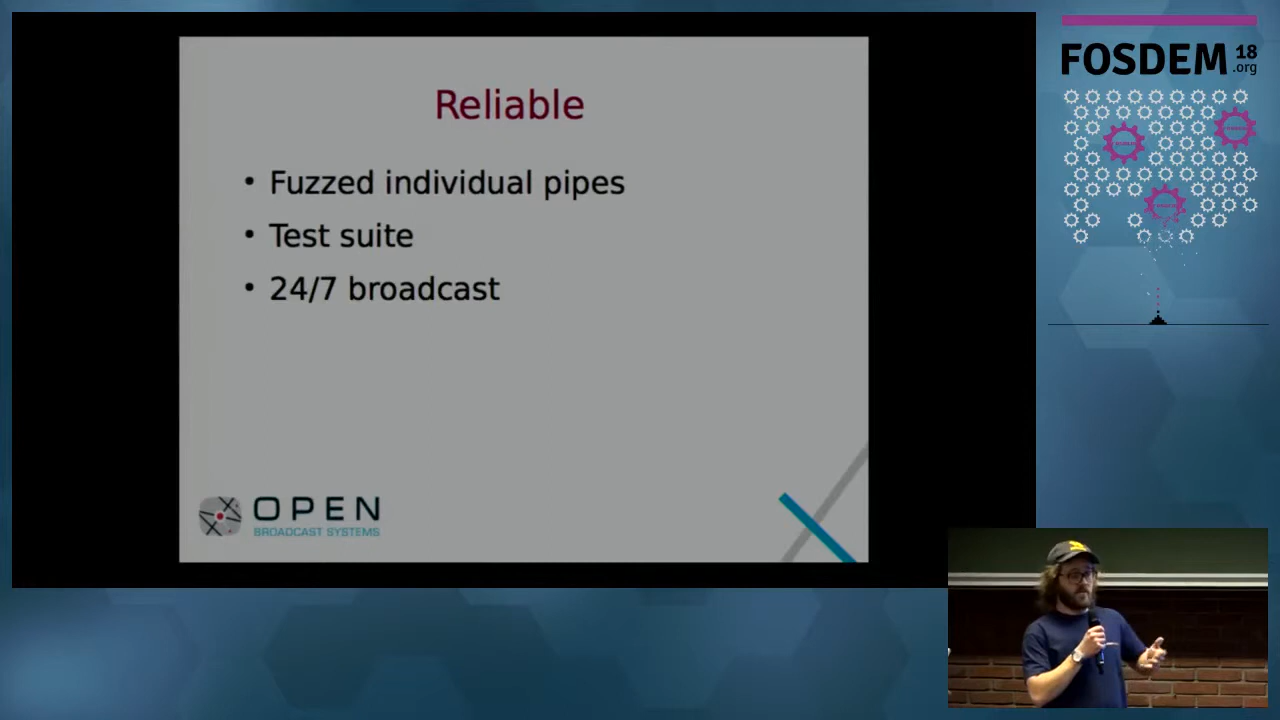 Reliable
• Fuzzed individual pipes
• Test suite
• 24/7 broadcast
OPEN
BROADCAST SYSTEMS
FOSDEM 18
.org